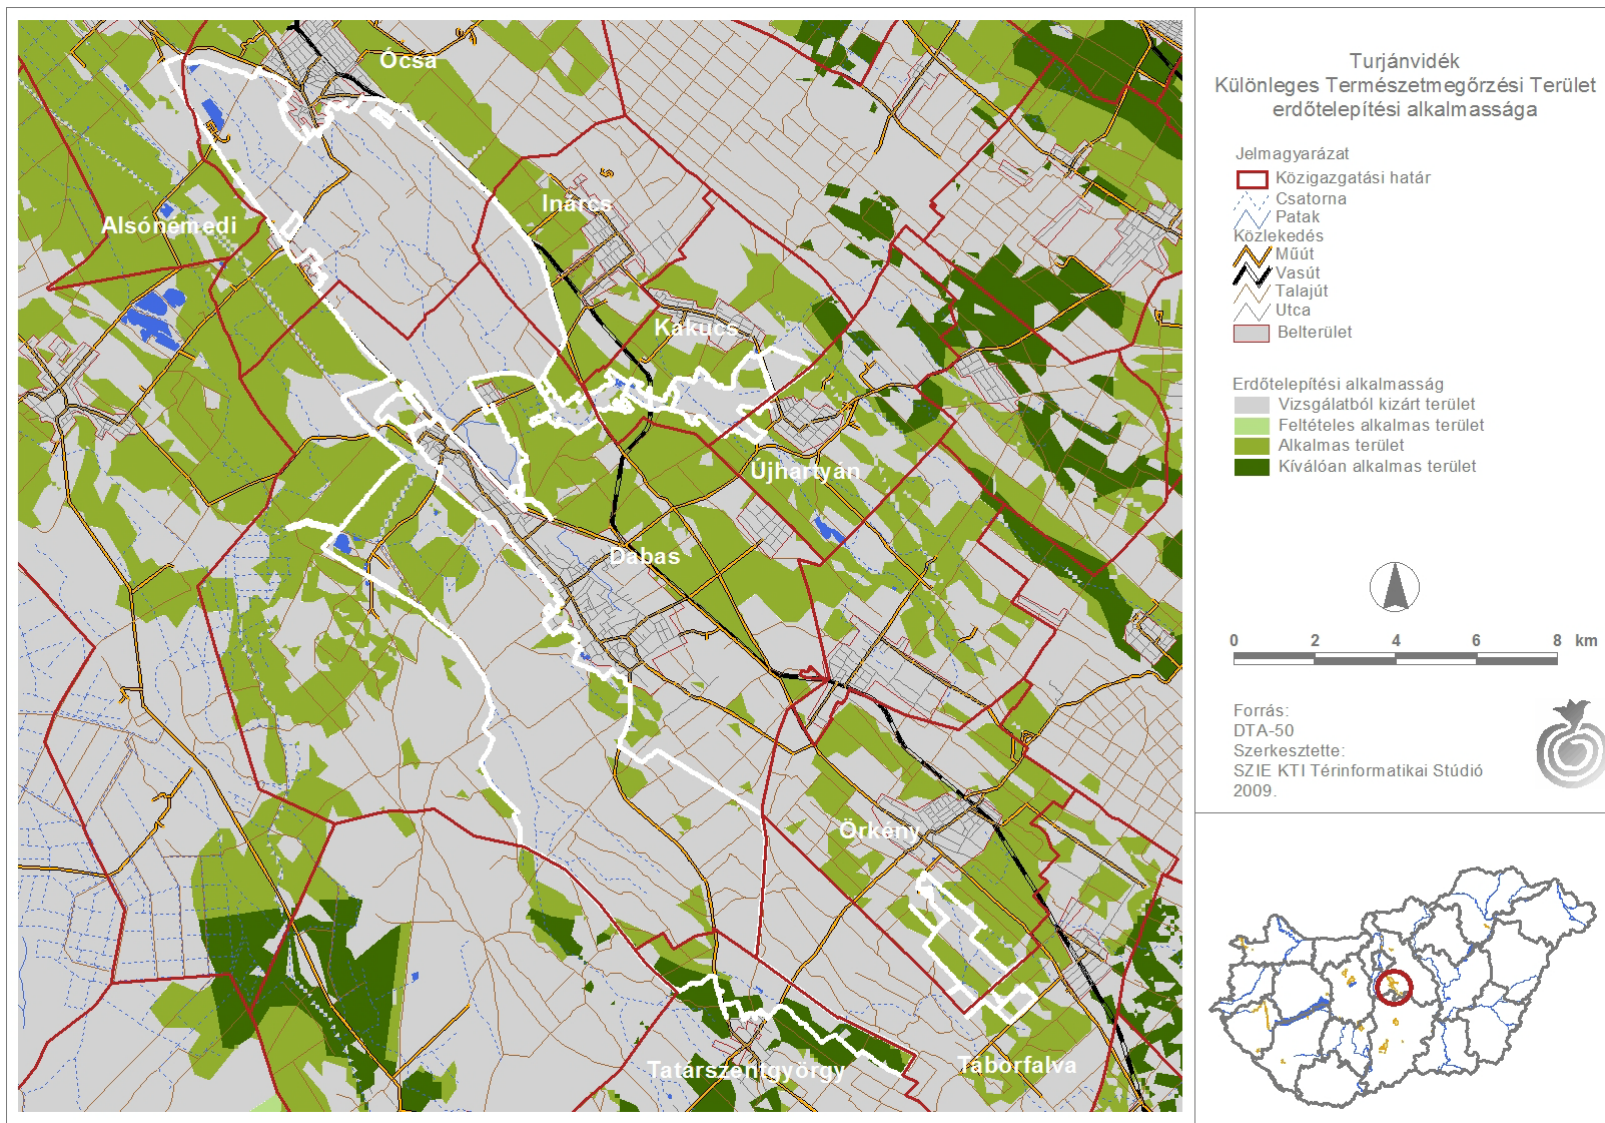 Turjánvidék
Különleges Természetmegőrzési Terület
erdőtelepítési alkalmassága
Jelmagyarázat
Közigazgatási határ
Csatorna
Patak
Közlekedés
Műút
Vasút
Talajút
Utca
Belterület
Erdőtelepítési alkalmasság
Vizsgálatból kizárt terület
Feltételes alkalmas terület
Alkalmas terület
Kíválóan alkalmas terület
0 2 4 6 8 km
Forrás:
DTA-50
Szerkesztette:
SZIE KTI Térinformatikai Stúdió
2009.
Ócsa
Alsónémedi
Inárcs
Kakucs
Újhartyán
Dabas
Örkény
Tatárszentgyörgy
Táborfalva